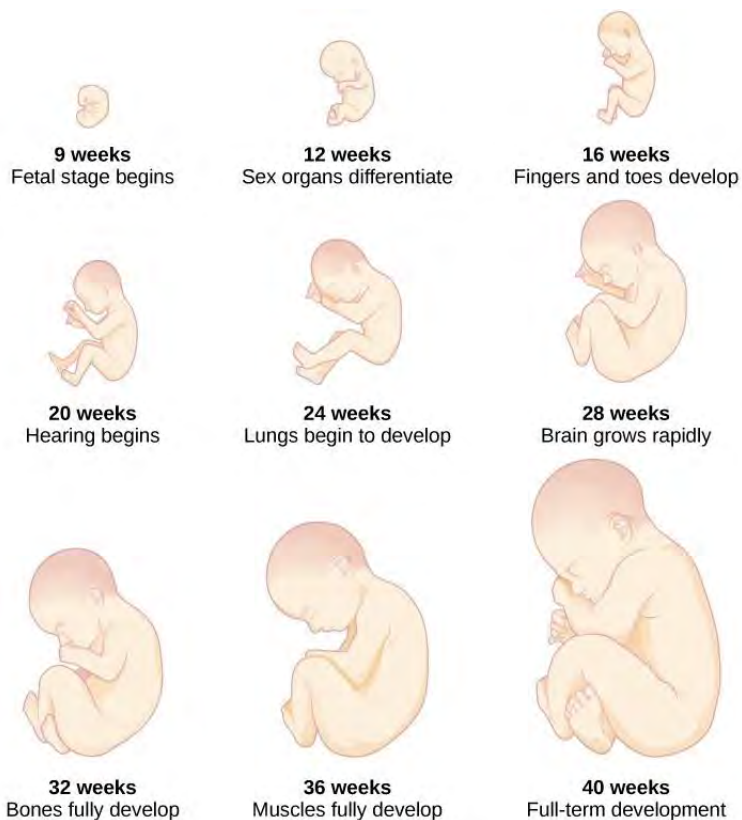 9 weeks
Fetal stage begins
12 weeks
Sex organs differentiate
16 weeks
Fingers and toes develop
20 weeks
Hearing begins
24 weeks
Lungs begin to develop
28 weeks
Brain grows rapidly
32 weeks
Bones fully develop
36 weeks
Muscles fully develop
40 weeks
Full-term development